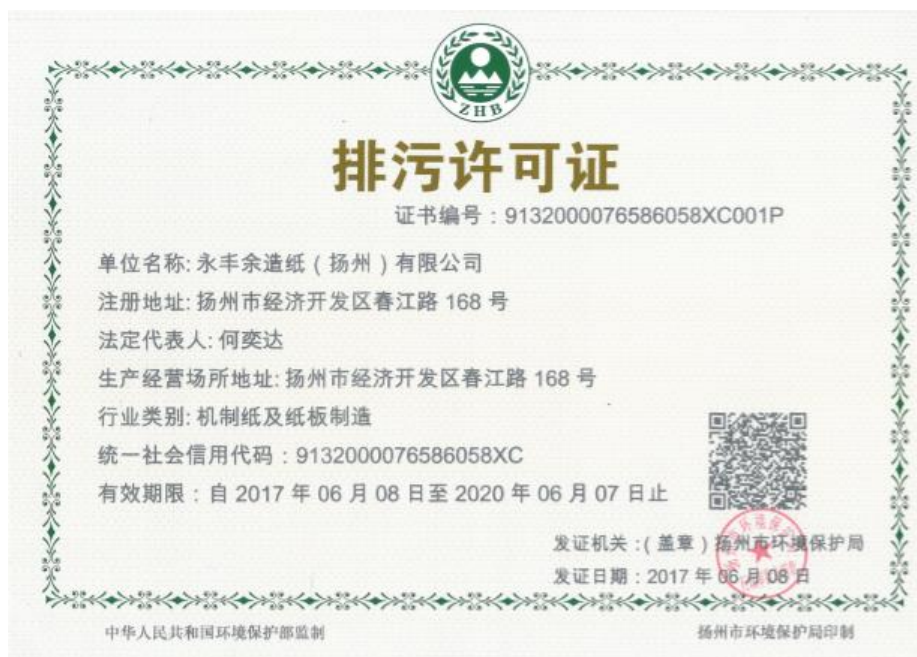 ZHB
排污许可证
证书编号：9132000076586058XC001P
单位名称: 永丰余造纸（扬州）有限公司
注册地址: 扬州市经济开发区春江路 168 号
法定代表人: 何奕达
生产经营场所地址: 扬州市经济开发区春江路 168 号
行业类别: 机制纸及纸板制造
统一社会信用代码：9132000076586058XC
有效期限：自 2017 年 06 月 08 日至 2020 年 06 月 07 日止
发证机关：(盖章）扬州市环境保护局
发证日期：2017 年 06 月 08 日
中华人民共和国环境保护部监制
扬州市环境保护局印制